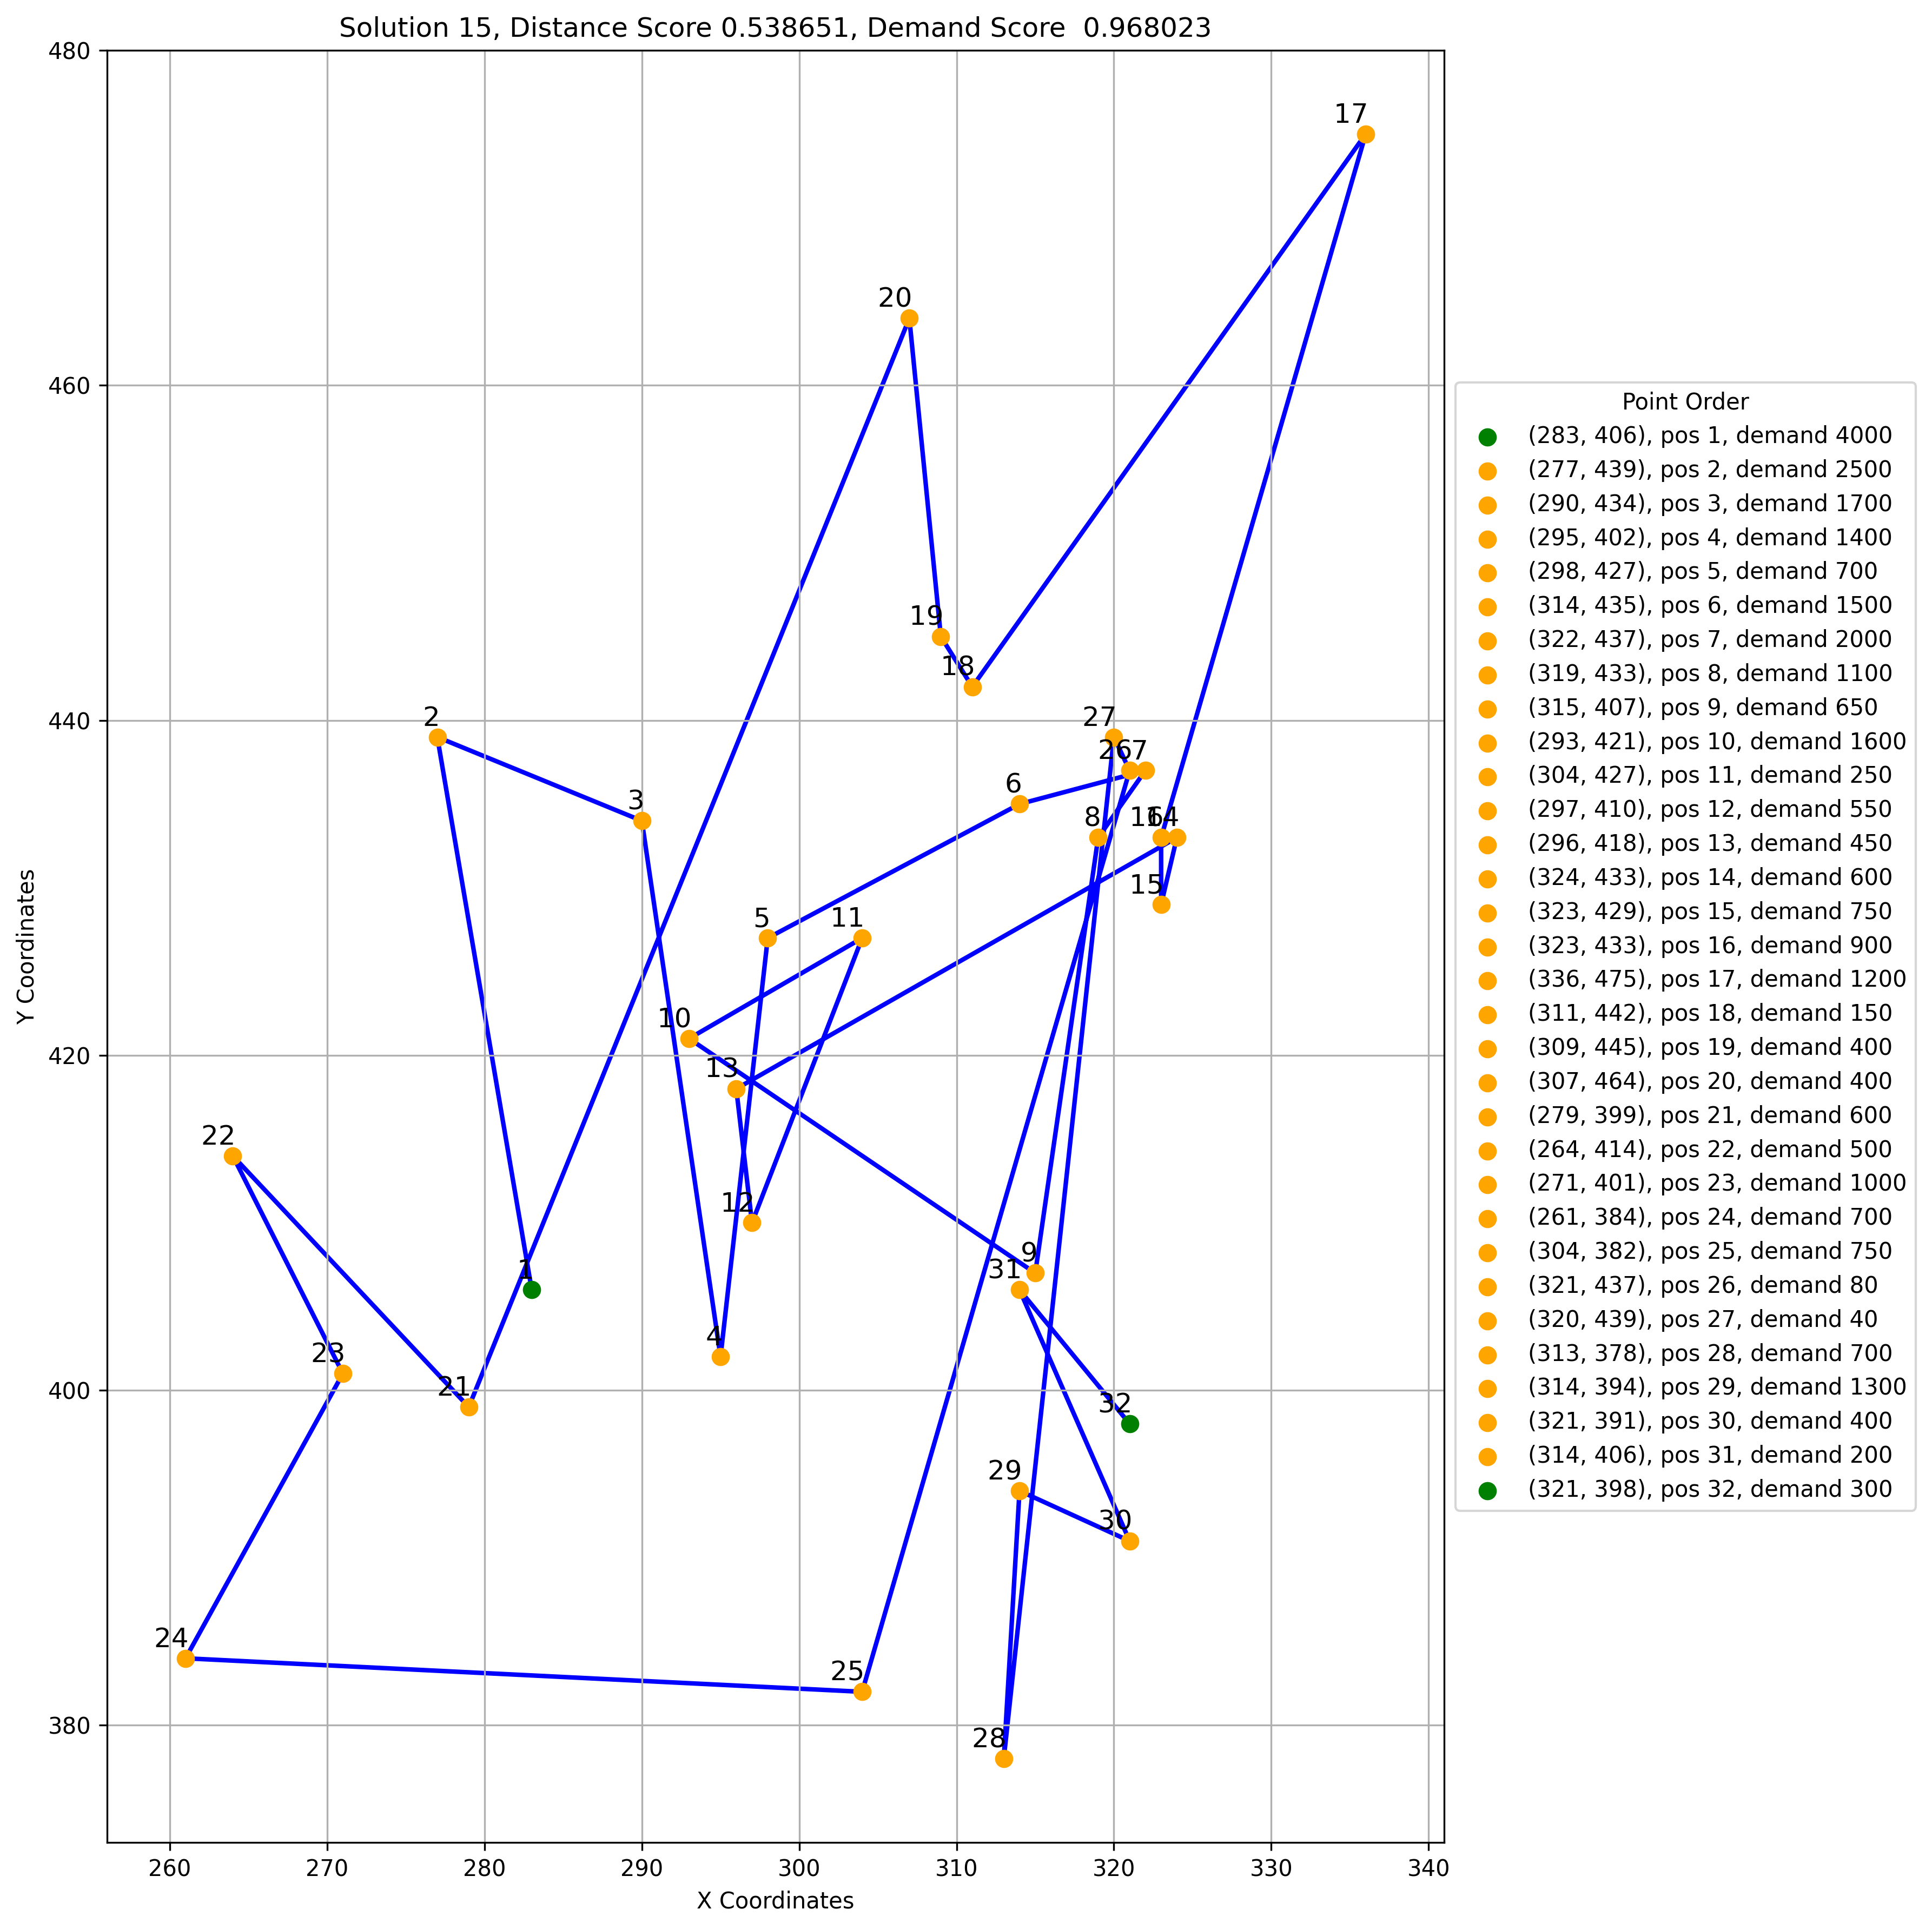 Solution 15, Distance Score 0.538651, Demand Score  0.968023
480
460
440
420
400
380
Y Coordinates
260
270
280
290
300
310
320
330
340
X Coordinates
17
20
19
18
2
27
26
7
3
6
8
16
14
15
5
11
10
13
22
12
9
31
1
4
23
21
32
29
30
24
25
28
Point Order
(283, 406), pos 1, demand 4000
(277, 439), pos 2, demand 2500
(290, 434), pos 3, demand 1700
(295, 402), pos 4, demand 1400
(298, 427), pos 5, demand 700
(314, 435), pos 6, demand 1500
(322, 437), pos 7, demand 2000
(319, 433), pos 8, demand 1100
(315, 407), pos 9, demand 650
(293, 421), pos 10, demand 1600
(304, 427), pos 11, demand 250
(297, 410), pos 12, demand 550
(296, 418), pos 13, demand 450
(324, 433), pos 14, demand 600
(323, 429), pos 15, demand 750
(323, 433), pos 16, demand 900
(336, 475), pos 17, demand 1200
(311, 442), pos 18, demand 150
(309, 445), pos 19, demand 400
(307, 464), pos 20, demand 400
(279, 399), pos 21, demand 600
(264, 414), pos 22, demand 500
(271, 401), pos 23, demand 1000
(261, 384), pos 24, demand 700
(304, 382), pos 25, demand 750
(321, 437), pos 26, demand 80
(320, 439), pos 27, demand 40
(313, 378), pos 28, demand 700
(314, 394), pos 29, demand 1300
(321, 391), pos 30, demand 400
(314, 406), pos 31, demand 200
(321, 398), pos 32, demand 300